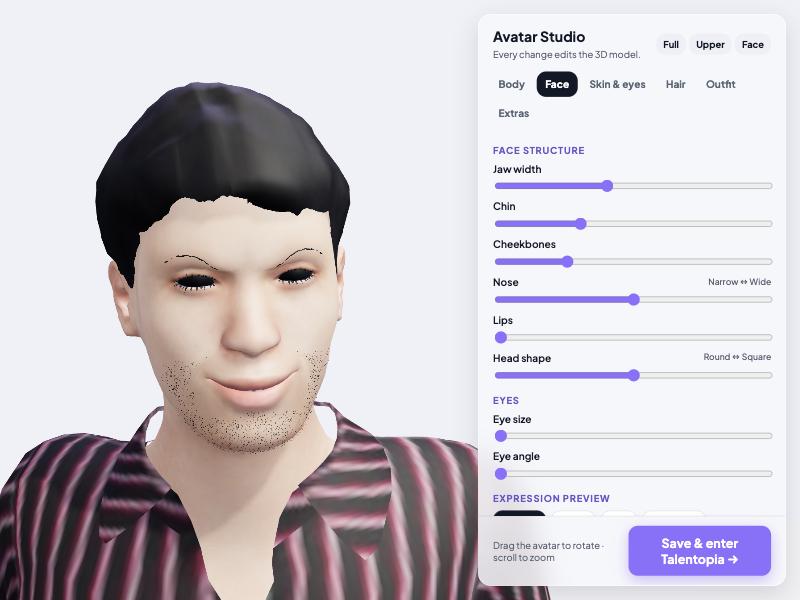 Avatar Studio
Every change edits the 3D model.
Full
Upper
Face
Body
Face
Skin & eyes
Hair
Outfit
Extras
FACE STRUCTURE
Jaw width
Chin
Cheekbones
Nose
Narrow ⇔ Wide
Lips
Head shape
Round ⇔ Square
EYES
Eye size
Eye angle
EXPRESSION PREVIEW
Drag the avatar to rotate ·
scroll to zoom
Save & enter
Talentopia →